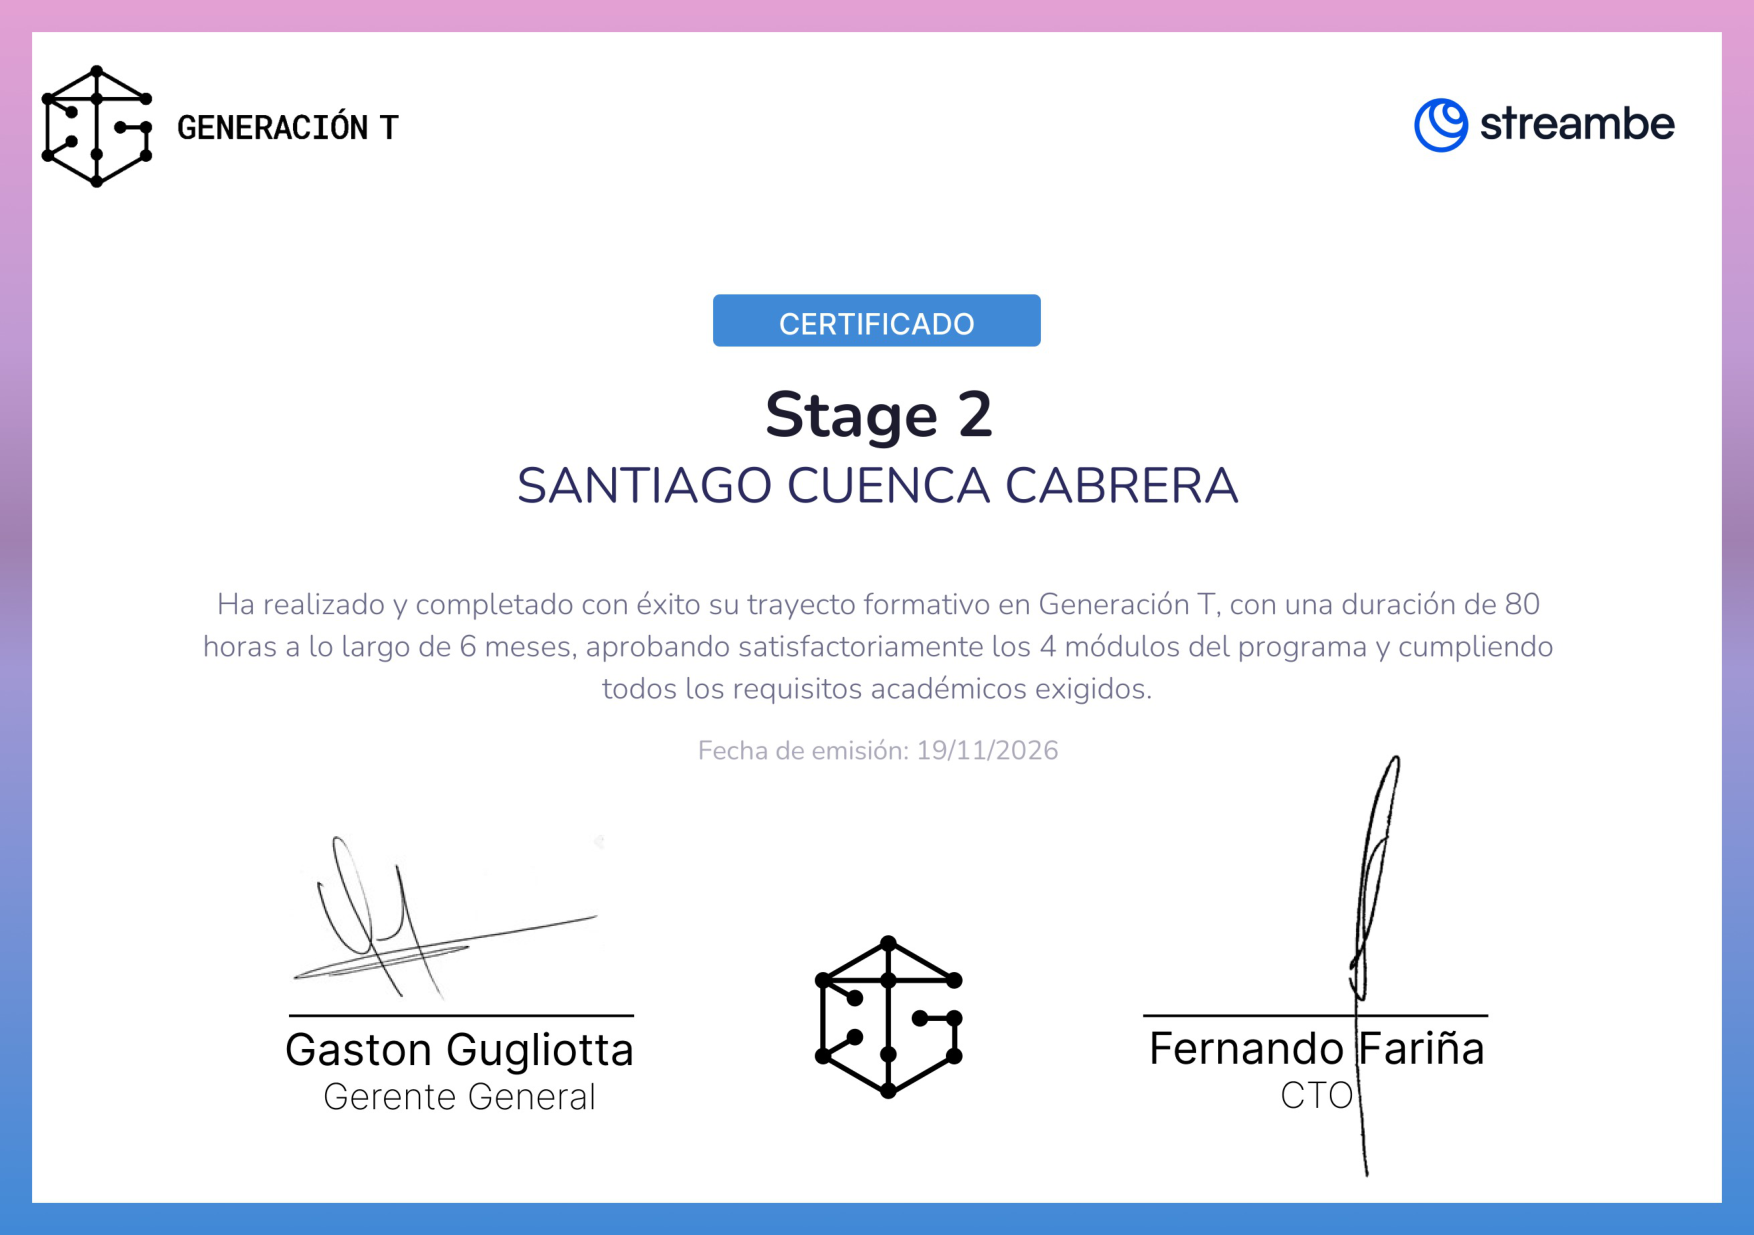 GENERACIÓN T
streambe
CERTIFICADO
Stage 2
SANTIAGO CUENCA CABRERA
Ha realizado y completado con éxito su trayecto formativo en Generación T, con una duración de 80
horas a lo largo de 6 meses, aprobando satisfactoriamente los 4 módulos del programa y cumpliendo
todos los requisitos académicos exigidos.
Fecha de emisión: 19/11/2026
Gaston Gugliotta
Gerente General
Fernando Fariña
CTO